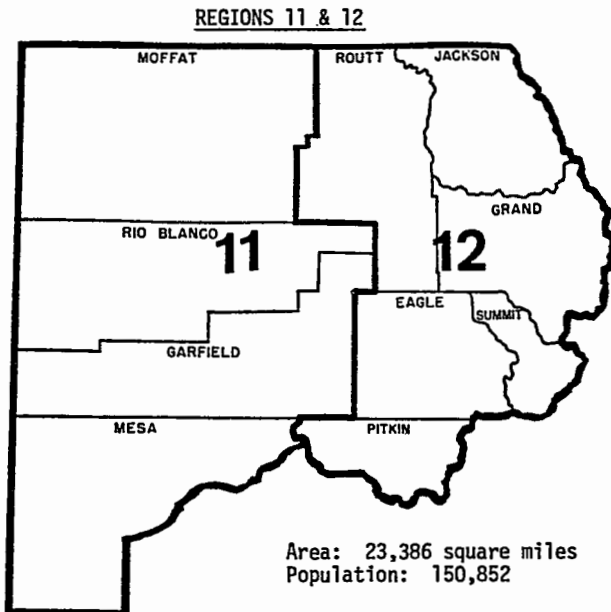 REGIONS 11 & 12
MOFFAT ROUTT JACKSON
GRAND
RIO BLANCO 11 12
EAGLE SUMMIT
GARFIELD
MESA PITKIN
Area: 23,386 square miles
Population: 150,852